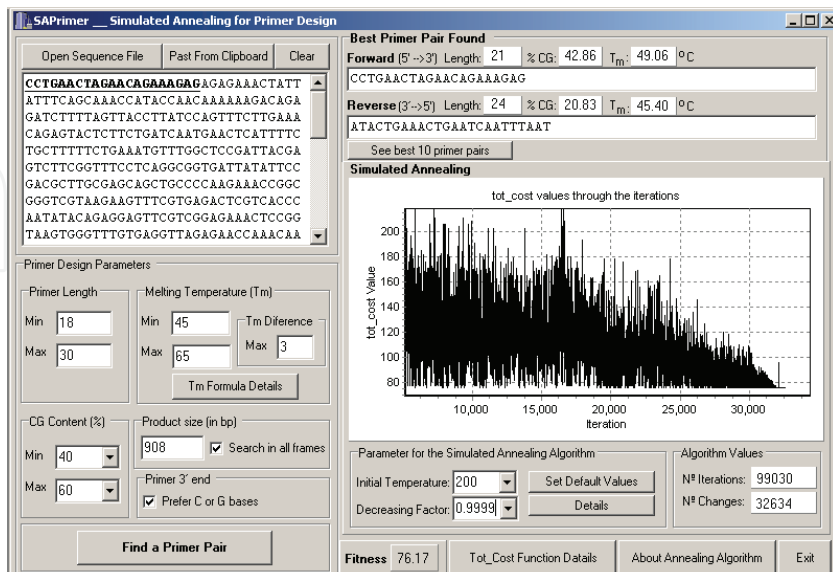 SAPrimer __ Simulated Annealing for Primer Design
Open Sequence File Past From Clipboard Clear
CCTGAACTAGAACAGAAAGAGAGAGAAACTATT
ATTTCAGCAAACCATACCAACAAAAAAGACAGA
GATCTTTTAGTTACCTTATCCAGTTTCTTGAAA
CAGAGTACTCTTCTGATCAATGAACTCATTTTC
TGCTTTTTCTGAAATGTTTGGCTCCGATTACGA
GTCTTCGGTTTCCTCAGGCGGTGATTATATTCC
GACGCTTGCGAGCAGCTGCCCCAAGAAACCGGC
GGGTCGTAAGAAGTTTCGTGAGACTCGTCACCC
AATATACAGAGGAGTTCGTCGGAGAAACTCCGG
TAAGTGGGTTTGTGAGGTTAGAGAACCAAACAA
Primer Design Parameters
Primer Length
Min 18
Max 30
Melting Temperature (Tm)
Min 45
Max 65
Tm Diference
Max 3
Tm Formula Details
CG Content (%)
Min 40
Max 60
Product size (in bp)
908 Search in all frames
Primer 3´ end
Prefer C or G bases
Find a Primer Pair
Best Primer Pair Found
Forward (5' -->3') Length: 21 % CG: 42.86 Tm: 49.06 ºC
CCTGAACTAGAACAGAAAGAG
Reverse (3'-->5') Length: 24 % CG: 20.83 Tm: 45.40 ºC
ATACTGAAACTGAATCAATTTAAT
See best 10 primer pairs
Simulated Annealing
tot_cost values through the iterations
tot_cost Value
200
180
160
140
120
100
80
10,000 15,000 20,000 25,000 30,000
Iteration
Parameter for the Simulated Annealing Algorithm
Initial Temperature: 200 Set Default Values
Decreasing Factor: 0.9999 Details
Algorithm Values
Nº Iterations: 99030
Nº Changes: 32634
Fitness 76.17 Tot_Cost Function Datails About Annealing Algorithm Exit